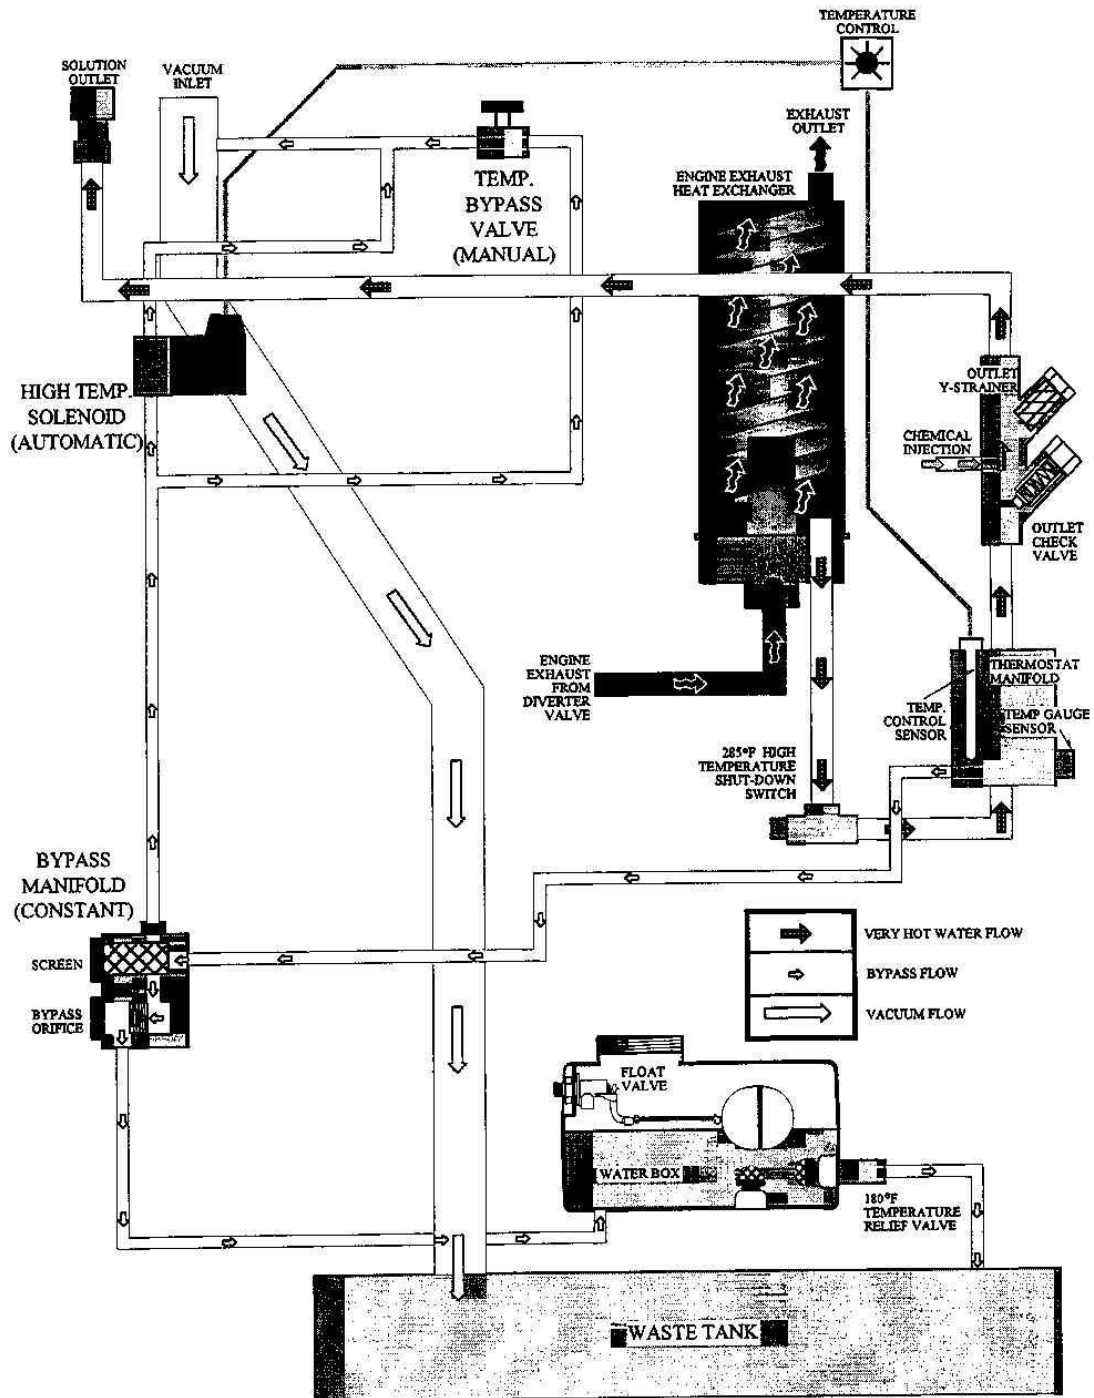 TEMPERATURE
CONTROL
SOLUTION
OUTLET
VACUUM
INLET
EXHAUST
OUTLET
TEMP.
BYPASS
VALVE
(MANUAL)
ENGINE EXHAUST
HEAT EXCHANGER
HIGH TEMP.
SOLENOID
(AUTOMATIC)
OUTLET
Y-STRAINER
CHEMICAL
INJECTION
OUTLET
CHECK
VALVE
ENGINE
EXHAUST
FROM
DIVERTER
VALVE
THERMOSTAT
MANIFOLD
TEMP.
CONTROL
SENSOR
TEMP GAUGE
SENSOR
285°F HIGH
TEMPERATURE
SHUT-DOWN
SWITCH
BYPASS
MANIFOLD
(CONSTANT)
SCREEN
BYPASS
ORIFICE
VERY HOT WATER FLOW
BYPASS FLOW
VACUUM FLOW
FLOAT
VALVE
WATER BOX
180°F
TEMPERATURE
RELIEF VALVE
WASTE TANK